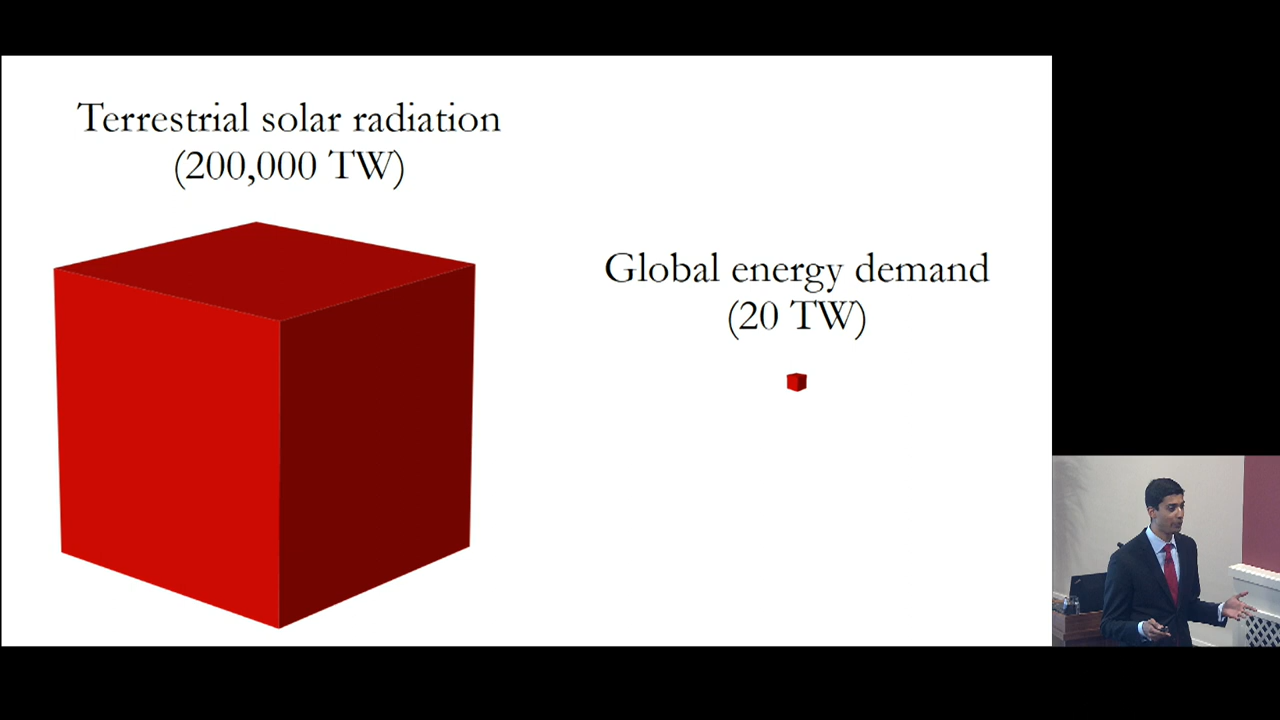 Terrestrial solar radiation
(200,000 TW)
Global energy demand
(20 TW)